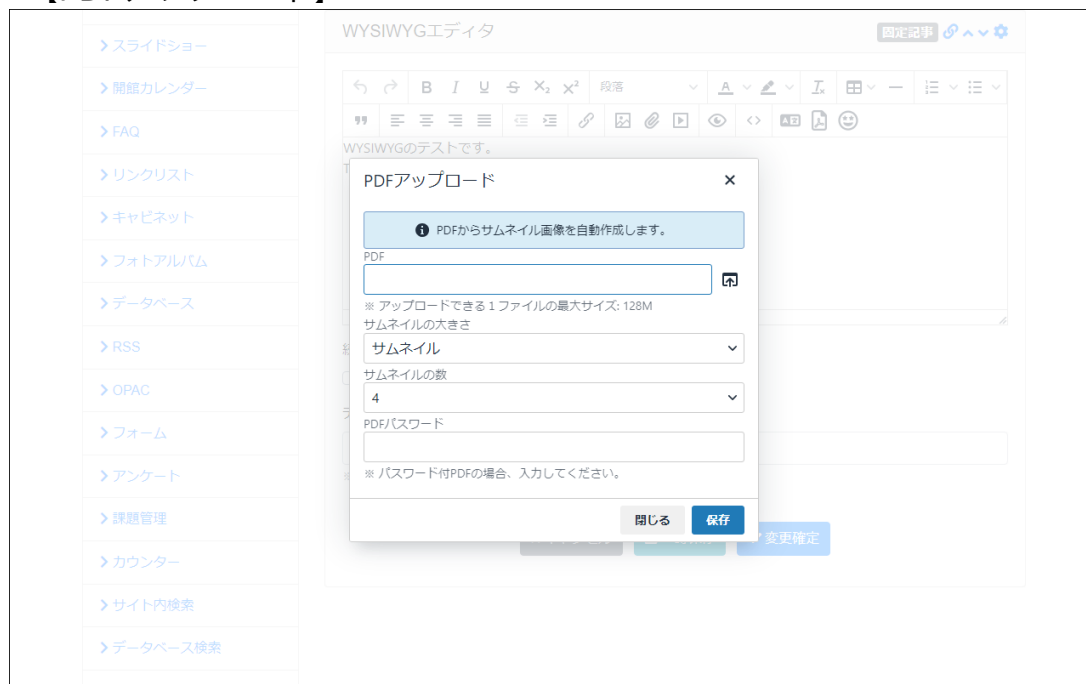 スライドショー
開館カレンダー
FAQ
リンクリスト
キャビネット
フォトアルバム
データベース
RSS
OPAC
フォーム
アンケート
課題管理
カウンター
サイト内検索
データベース検索
WYSIWYGエディタ
固定記事
段落
WYSIWYGのテストです。
PDFアップロード
PDFからサムネイル画像を自動作成します。
PDF
※ アップロードできる１ファイルの最大サイズ: 128M
サムネイルの大きさ
サムネイル
サムネイルの数
4
PDFパスワード
※ パスワード付PDFの場合、入力してください。
閉じる
保存
変更確定